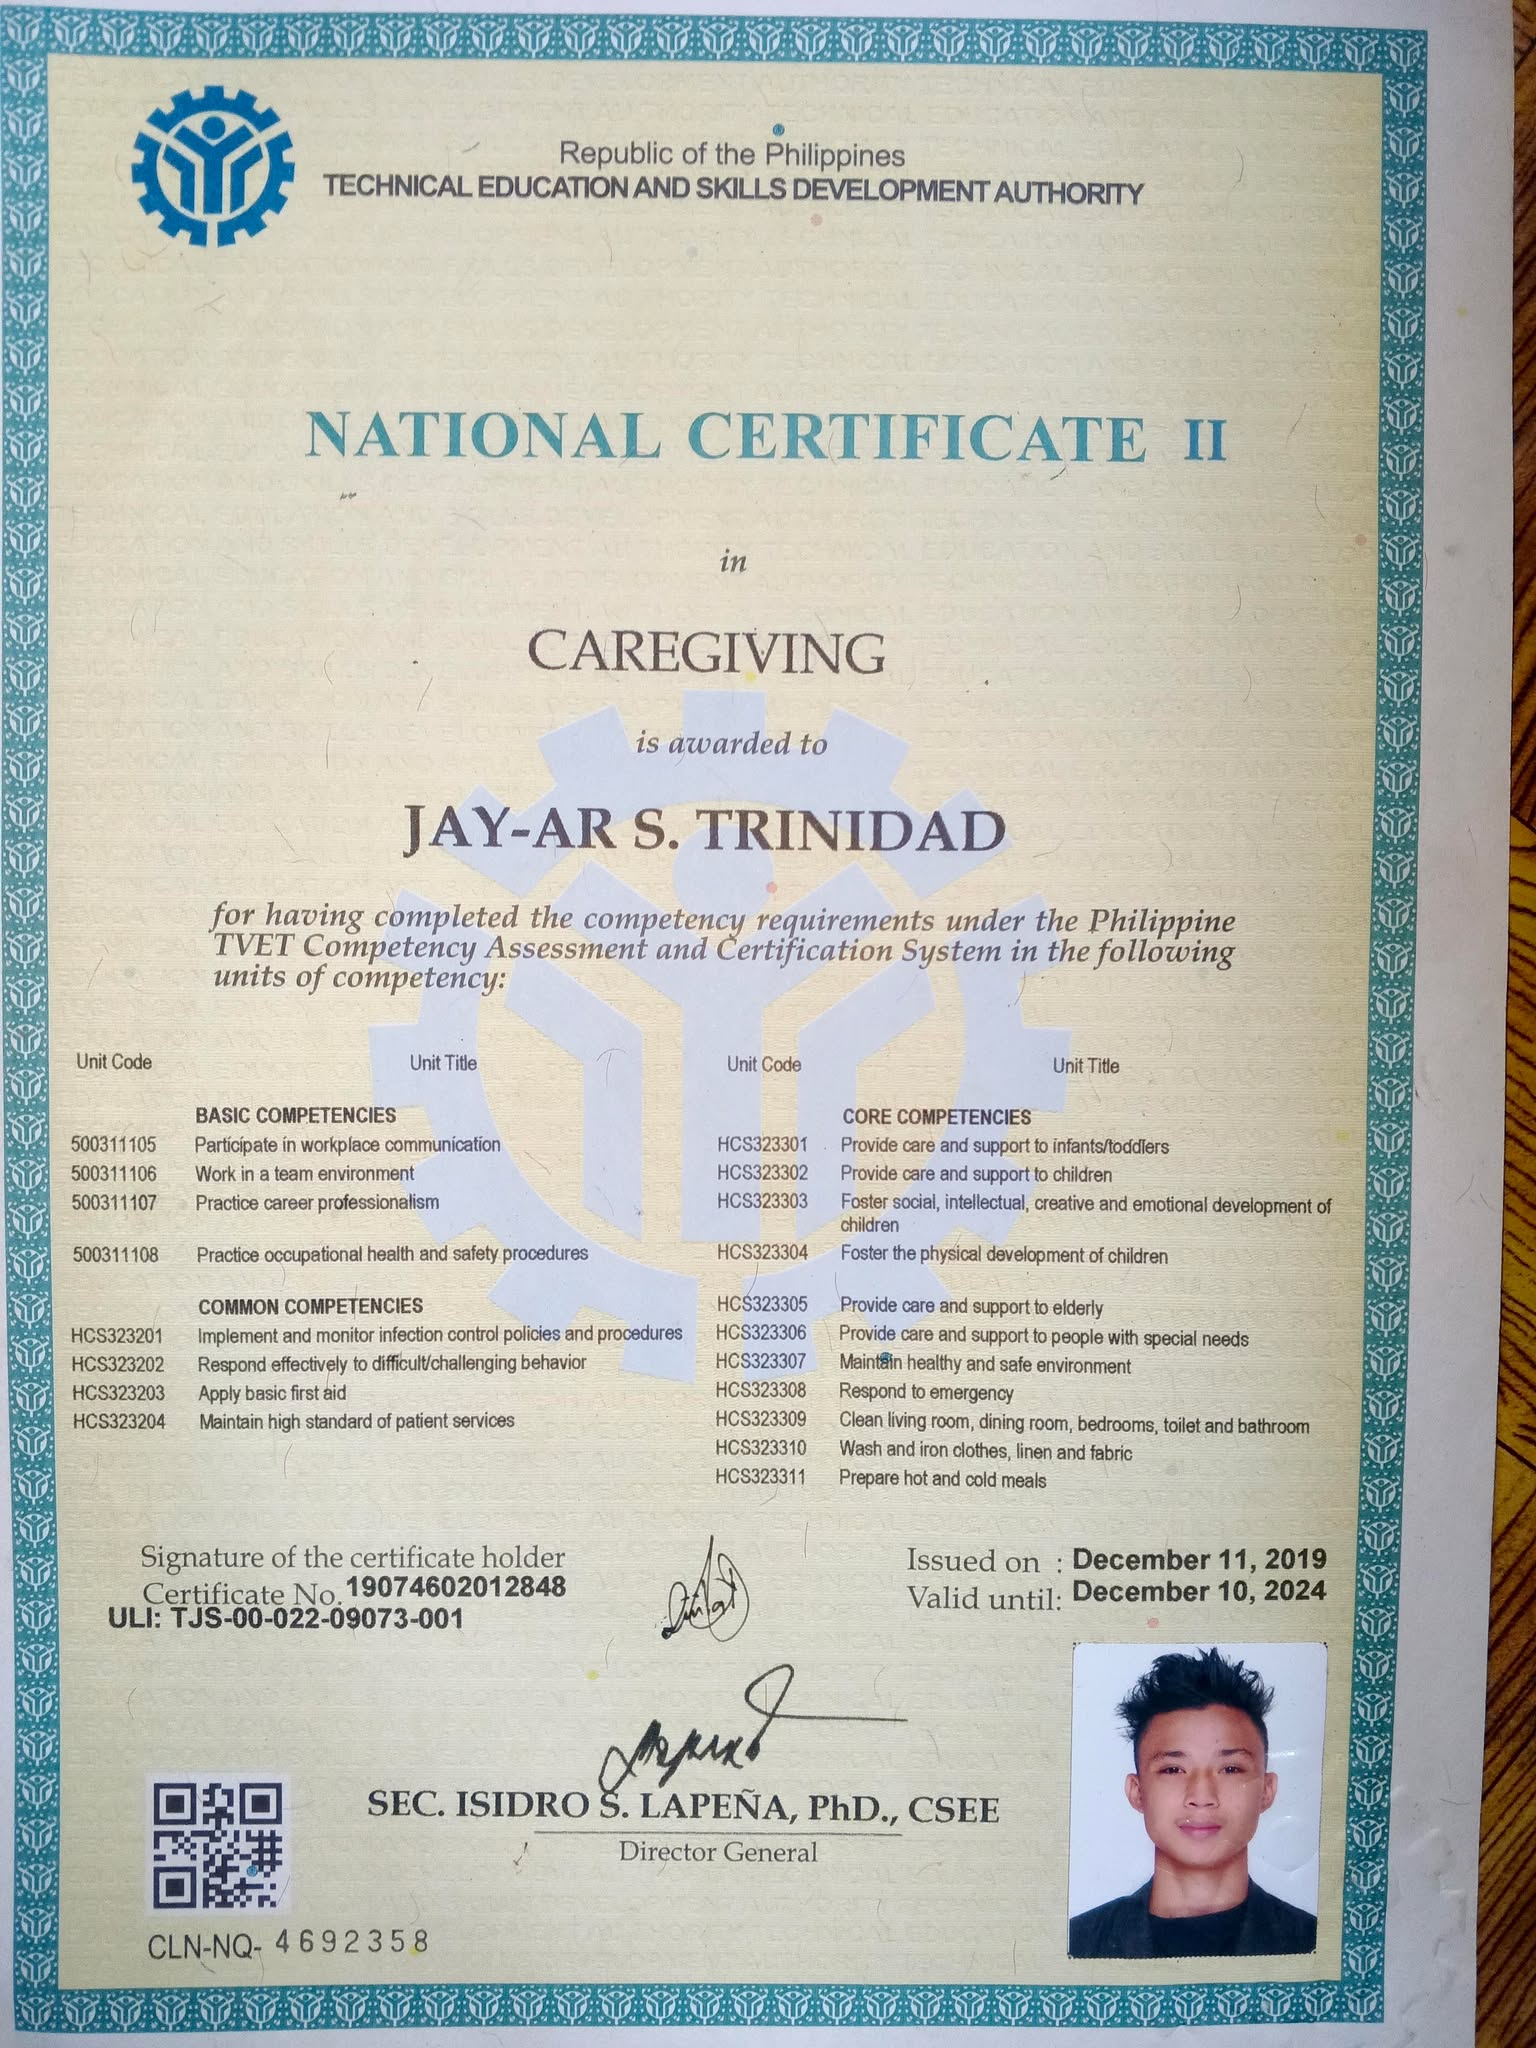 Republic of the Philippines
TECHNICAL EDUCATION AND SKILLS DEVELOPMENT AUTHORITY
NATIONAL CERTIFICATE II
in
CAREGIVING
is awarded to
JAY-AR S. TRINIDAD
for having completed the competency requirements under the Philippine
TVET Competency Assessment and Certification System in the following
units of competency:
Unit Code Unit Title
BASIC COMPETENCIES
500311105 Participate in workplace communication
500311106 Work in a team environment
500311107 Practice career professionalism
500311108 Practice occupational health and safety procedures
COMMON COMPETENCIES
HCS323201 Implement and monitor infection control policies and procedures
HCS323202 Respond effectively to difficult/challenging behavior
HCS323203 Apply basic first aid
HCS323204 Maintain high standard of patient services
Unit Code Unit Title
CORE COMPETENCIES
HCS323301 Provide care and support to infants/toddlers
HCS323302 Provide care and support to children
HCS323303 Foster social, intellectual, creative and emotional development of
children
HCS323304 Foster the physical development of children
HCS323305 Provide care and support to elderly
HCS323306 Provide care and support to people with special needs
HCS323307 Maintain healthy and safe environment
HCS323308 Respond to emergency
HCS323309 Clean living room, dining room, bedrooms, toilet and bathroom
HCS323310 Wash and iron clothes, linen and fabric
HCS323311 Prepare hot and cold meals
Signature of the certificate holder
Certificate No. 19074602012848
ULI: TJS-00-022-09073-001
Issued on : December 11, 2019
Valid until: December 10, 2024
SEC. ISIDRO S. LAPEÑA, PhD., CSEE
Director General
CLN-NQ- 4692358